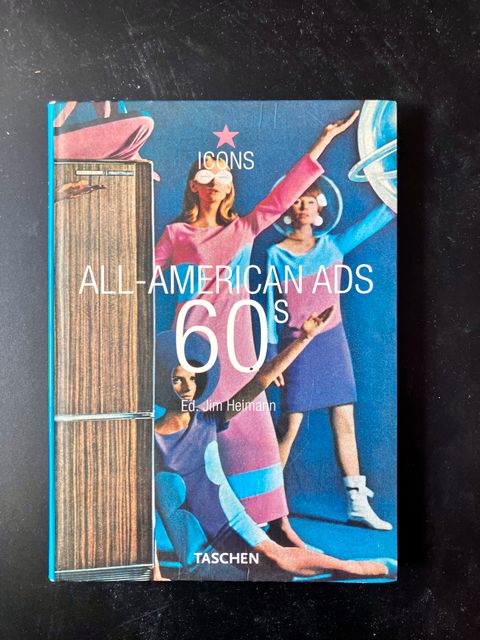 ICONS
ALL-AMERICAN ADS
60S
Ed. Jim Heimann
TASCHEN